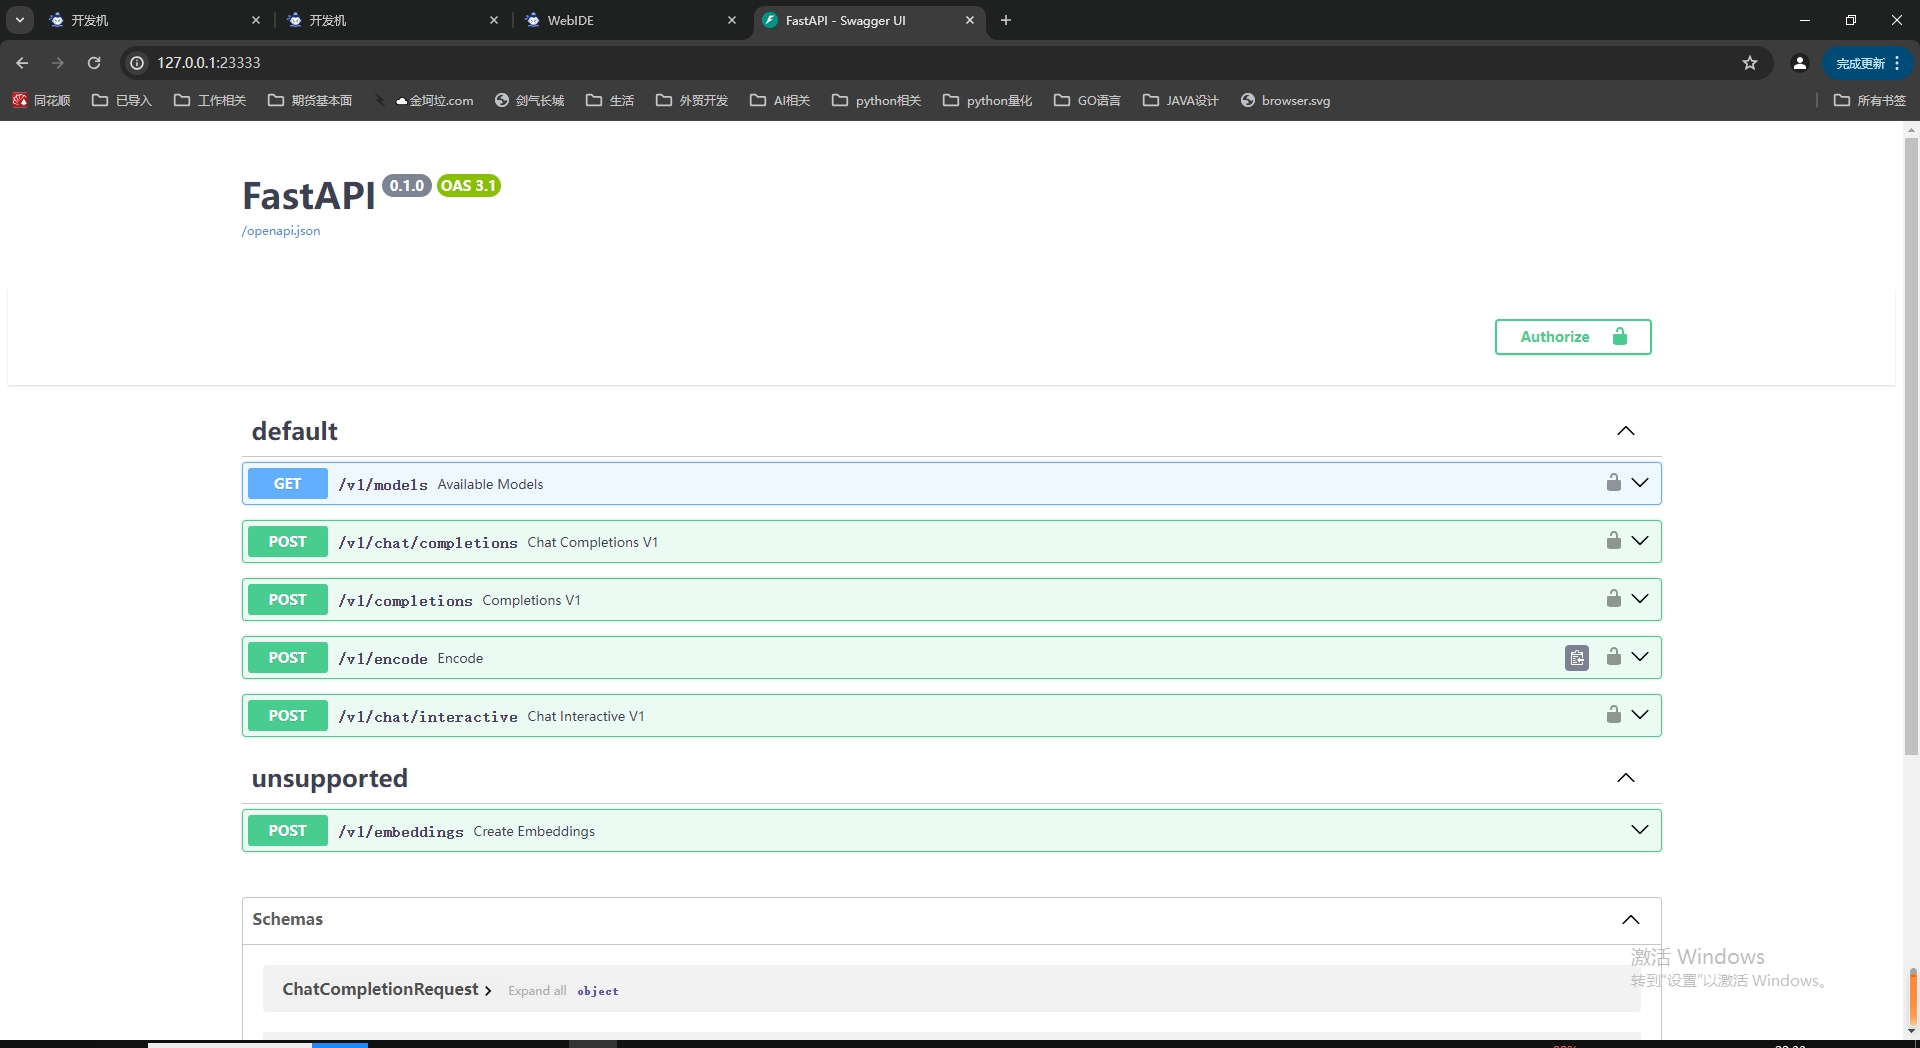 开发机
开发机
WebIDE
FastAPI - Swagger UI
127.0.0.1:23333
完成更新
同花顺
已导入
工作相关
期货基本面
金坷垃.com
剑气长城
生活
外贸开发
AI相关
python相关
python量化
GO语言
JAVA设计
browser.svg
所有书签
FastAPI 0.1.0 OAS 3.1
/openapi.json
Authorize
default
GET /v1/models Available Models
POST /v1/chat/completions Chat Completions V1
POST /v1/completions Completions V1
POST /v1/encode Encode
POST /v1/chat/interactive Chat Interactive V1
unsupported
POST /v1/embeddings Create Embeddings
Schemas
激活 Windows
转到"设置"以激活 Windows。
ChatCompletionRequest Expand all object